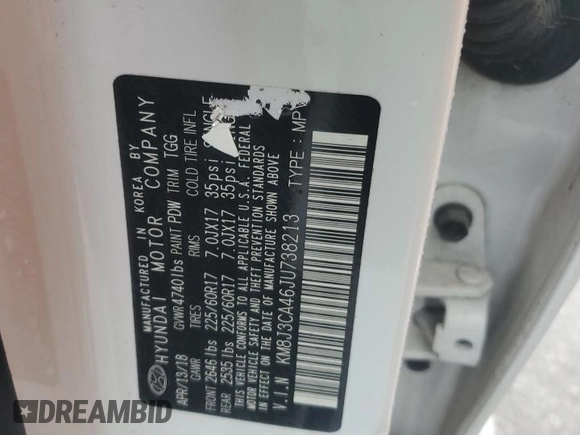 MANUFACTURED IN KOREA BY
HYUNDAI MOTOR COMPANY
APR/13/18 GVWR 4740lbs PAINT PDW TRIM TGG
GAWR TIRES RIMS COLD TIRE INFL
FRONT 2646 lbs 225/60R17 7.0JX17 35psi SINGLE
REAR 2535 lbs 225/60R17 7.0JX17 35psi
THIS VEHICLE CONFORMS TO ALL APPLICABLE U.S.A. FEDERAL
MOTOR VEHICLE SAFETY AND THEFT PREVENTION STANDARDS
IN EFFECT ON THE DATE OF MANUFACTURE SHOWN ABOVE
V.I.N KM8J3CA46JU738213 TYPE : MPV
DREAMBID